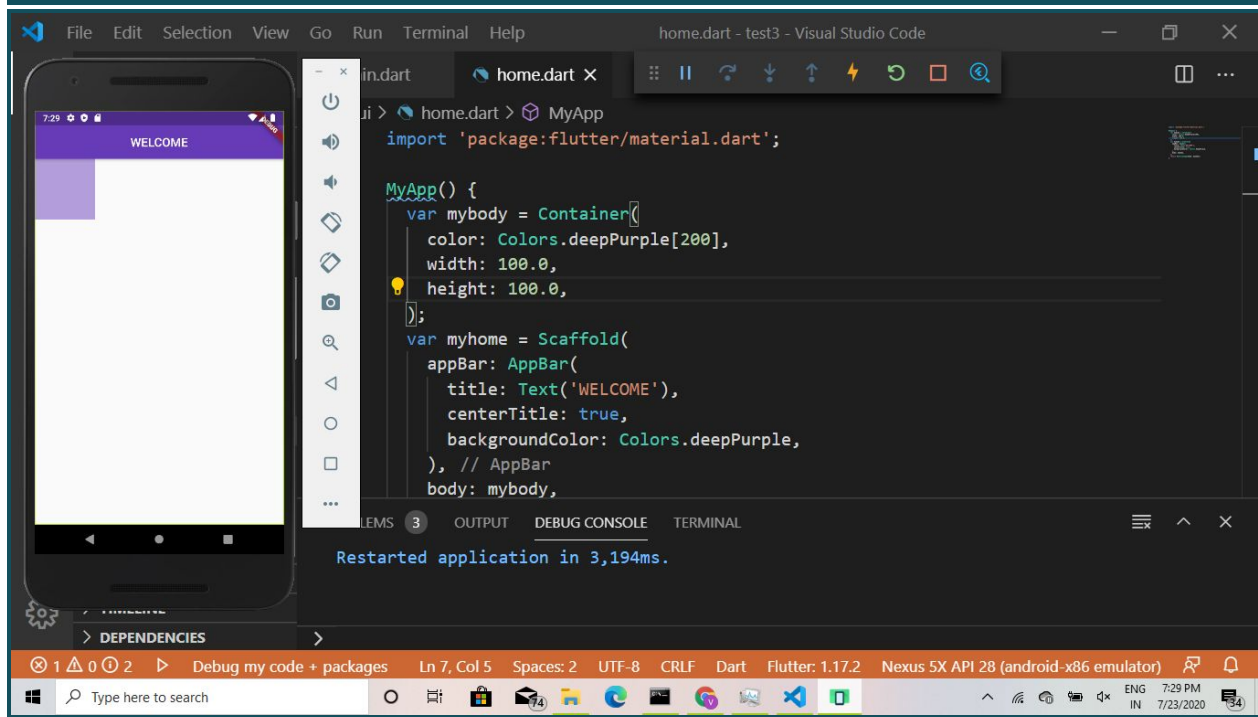 File Edit Selection View Go Run Terminal Help home.dart - test3 - Visual Studio Code
in.dart home.dart
ui > home.dart > MyApp
import 'package:flutter/material.dart';
MyApp() {
var mybody = Container(
color: Colors.deepPurple[200],
width: 100.0,
height: 100.0,
);
var myhome = Scaffold(
appBar: AppBar(
title: Text('WELCOME'),
centerTitle: true,
backgroundColor: Colors.deepPurple,
), // AppBar
body: mybody,
7:29
WELCOME
LEMS 3 OUTPUT DEBUG CONSOLE TERMINAL
Restarted application in 3,194ms.
> TIMELINE
> DEPENDENCIES
>
1 0 2 Debug my code + packages Ln 7, Col 5 Spaces: 2 UTF-8 CRLF Dart Flutter: 1.17.2 Nexus 5X API 28 (android-x86 emulator)
Type here to search 74 ENG 7:29 PM
IN 7/23/2020 34